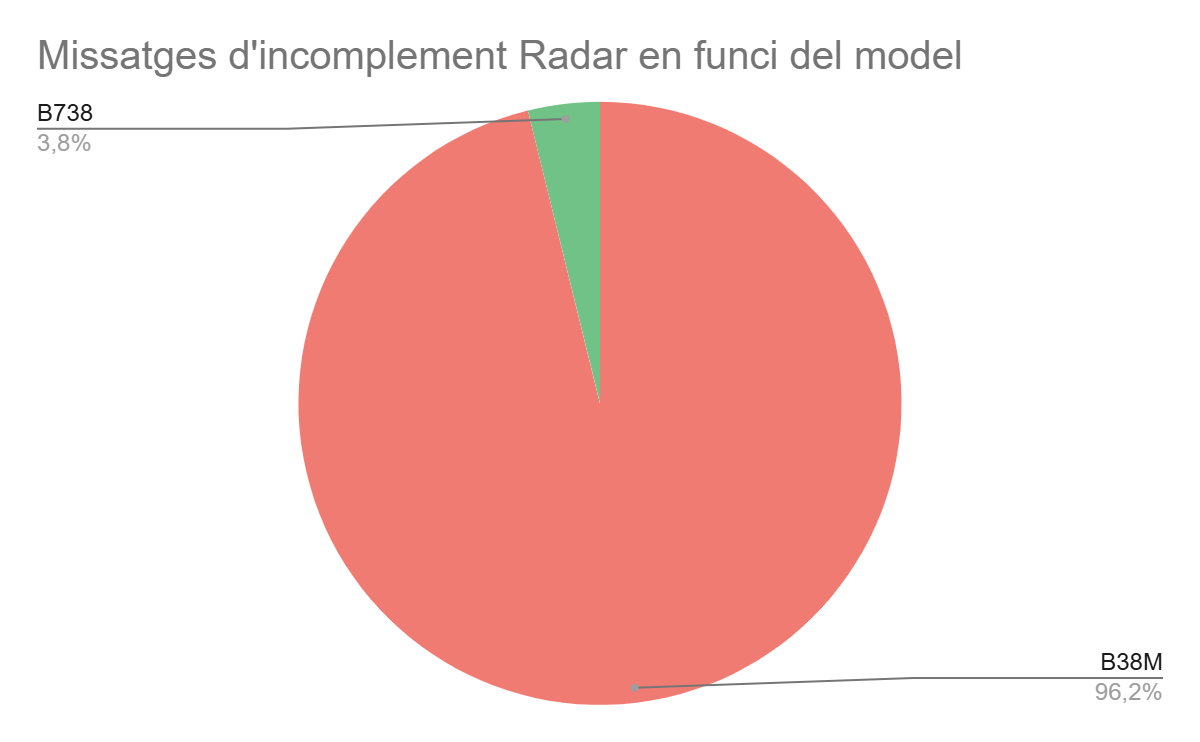 Missatges d'incomplement Radar en funci del model
B738
3,8%
B38M
96,2%